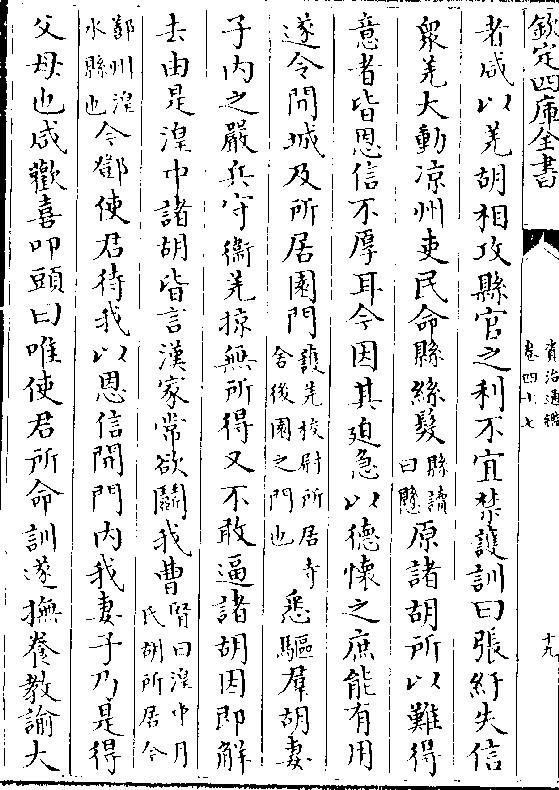 欽定四庫全書
資治通鑑
卷四十七
十九
者咸以羌胡相攻縣官之利不宜禁護訓曰張紆失信
衆羌大動凉州吏民命縣絲髮縣讀曰懸原諸胡所以難得
意者皆恩信不厚耳今因其迫急以德懷之庶能有用
遂令開城及所居園門護羌校尉所居寺舍後園之門也悉驅羣胡妻
子内之嚴兵守衞羌掠無所得又不敢逼諸胡因即解
去由是湟中諸胡皆言漢家常欲鬭我曹賢曰湟中月氏胡所居今
鄯州湟水縣也今鄧使君待我以恩信開門内我妻子乃是得
父母也咸歡喜叩頭曰唯使君所命訓遂撫養教諭大